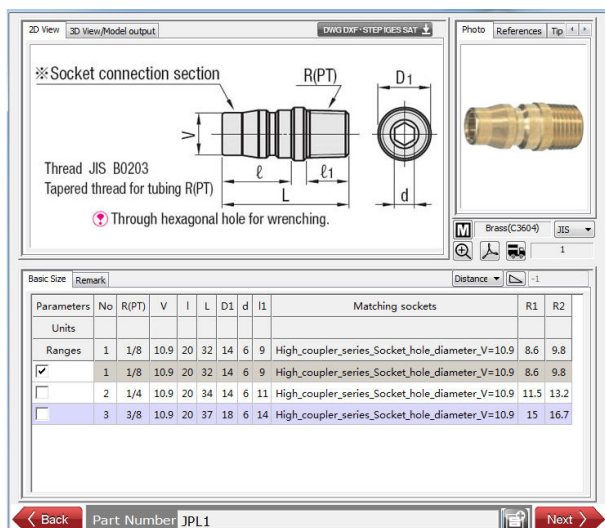 2D View 3D View/Model output DWG DXF·STEP IGES SAT Photo References Tip
※Socket connection section R(PT) D1
V
Thread JIS B0203
Tapered thread for tubing R(PT)
ℓ ℓ1
L d
Through hexagonal hole for wrenching.
M Brass(C3604) JIS
1
Basic Size Remark Distance -1
Parameters No R(PT) V l L D1 d l1 Matching sockets R1 R2
Units
Ranges 1 1/8 10.9 20 32 14 6 9 High_coupler_series_Socket_hole_diameter_V=10.9 8.6 9.8
1 1/8 10.9 20 32 14 6 9 High_coupler_series_Socket_hole_diameter_V=10.9 8.6 9.8
2 1/4 10.9 20 34 14 6 11 High_coupler_series_Socket_hole_diameter_V=10.9 11.5 13.2
3 3/8 10.9 20 37 18 6 14 High_coupler_series_Socket_hole_diameter_V=10.9 15 16.7
Back Part Number JPL1 Next